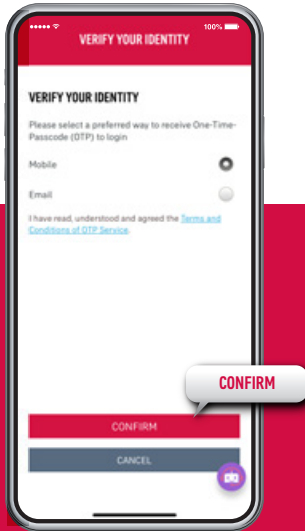 100%
VERIFY YOUR IDENTITY
VERIFY YOUR IDENTITY
Please select a preferred way to receive One-Time-
Passcode (OTP) to login
Mobile
Email
I have read, understood and agreed the Terms and
Conditions of OTP Service.
CONFIRM
CONFIRM
CANCEL